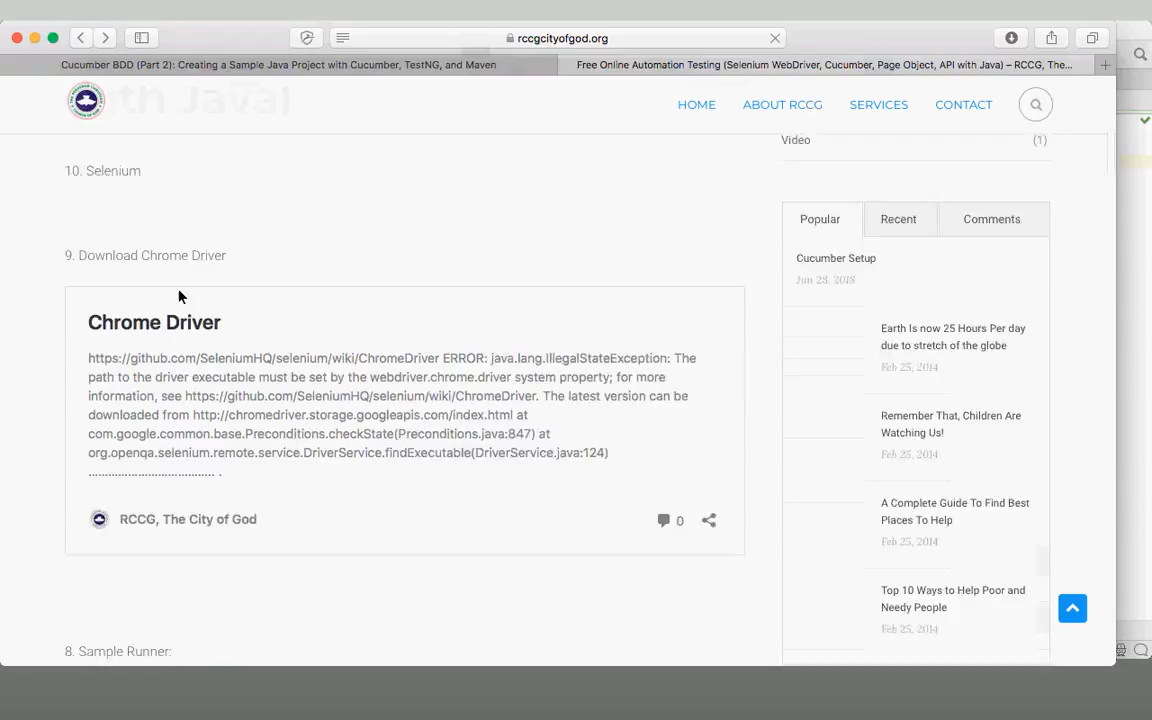 rccgcityofgod.org
Cucumber BDD (Part 2): Creating a Sample Java Project with Cucumber, TestNG, and Maven
Free Online Automation Testing (Selenium WebDriver, Cucumber, Page Object, API with Java) – RCCG, The...
with Java)
HOME
ABOUT RCCG
SERVICES
CONTACT
10. Selenium
9. Download Chrome Driver
Chrome Driver
https://github.com/SeleniumHQ/selenium/wiki/ChromeDriver ERROR: java.lang.IllegalStateException: The
path to the driver executable must be set by the webdriver.chrome.driver system property; for more
information, see https://github.com/SeleniumHQ/selenium/wiki/ChromeDriver. The latest version can be
downloaded from http://chromedriver.storage.googleapis.com/index.html at
com.google.common.base.Preconditions.checkState(Preconditions.java:847) at
org.openqa.selenium.remote.service.DriverService.findExecutable(DriverService.java:124)
…………………………………. .
RCCG, The City of God
0
8. Sample Runner:
Video (1)
Popular
Recent
Comments
Cucumber Setup
Jun 23, 2018
Earth Is now 25 Hours Per day
due to stretch of the globe
Feb 25, 2014
Remember That, Children Are
Watching Us!
Feb 25, 2014
A Complete Guide To Find Best
Places To Help
Feb 25, 2014
Top 10 Ways to Help Poor and
Needy People
Feb 25, 2014